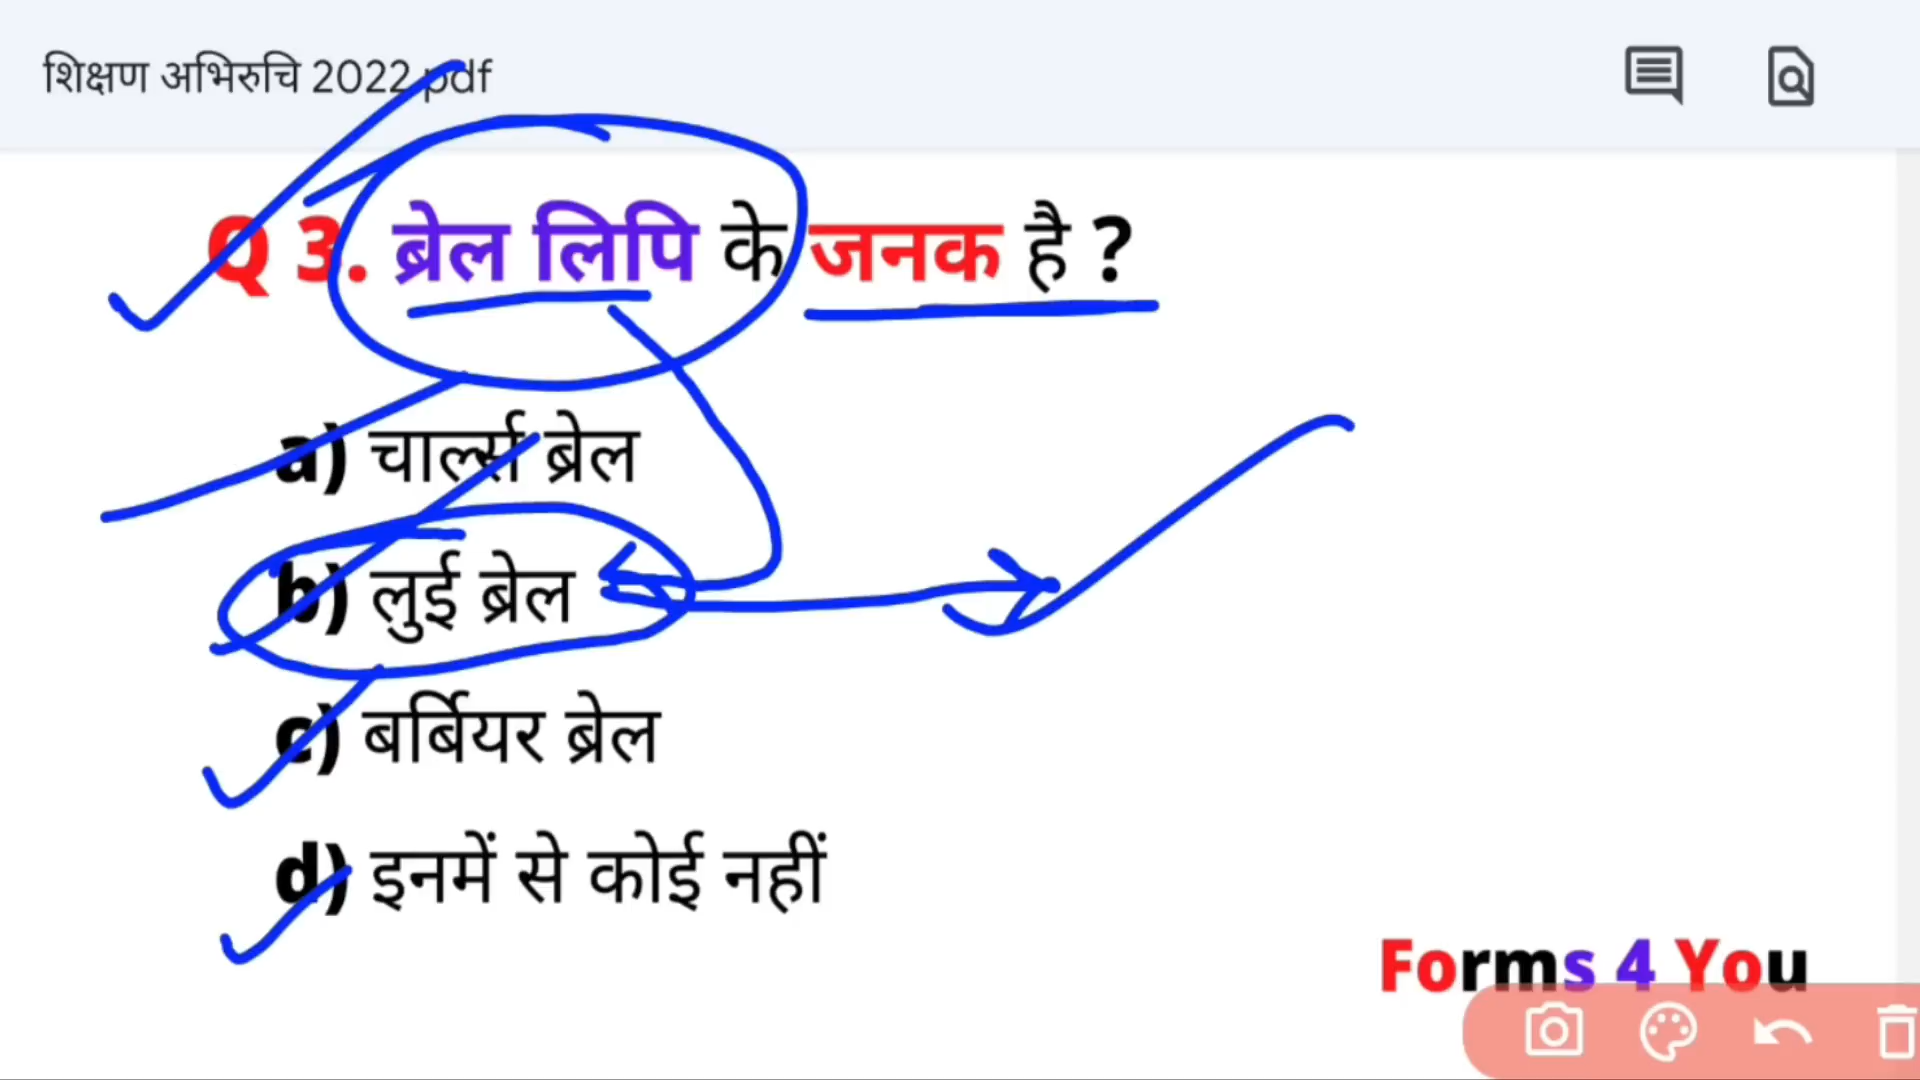 शिक्षण अभिरुचि 2022.pdf
Q 3. ब्रेल लिपि के जनक है ?
a) चार्ल्स ब्रेल
b) लुई ब्रेल
c) बर्बियर ब्रेल
d) इनमें से कोई नहीं
Forms 4 You